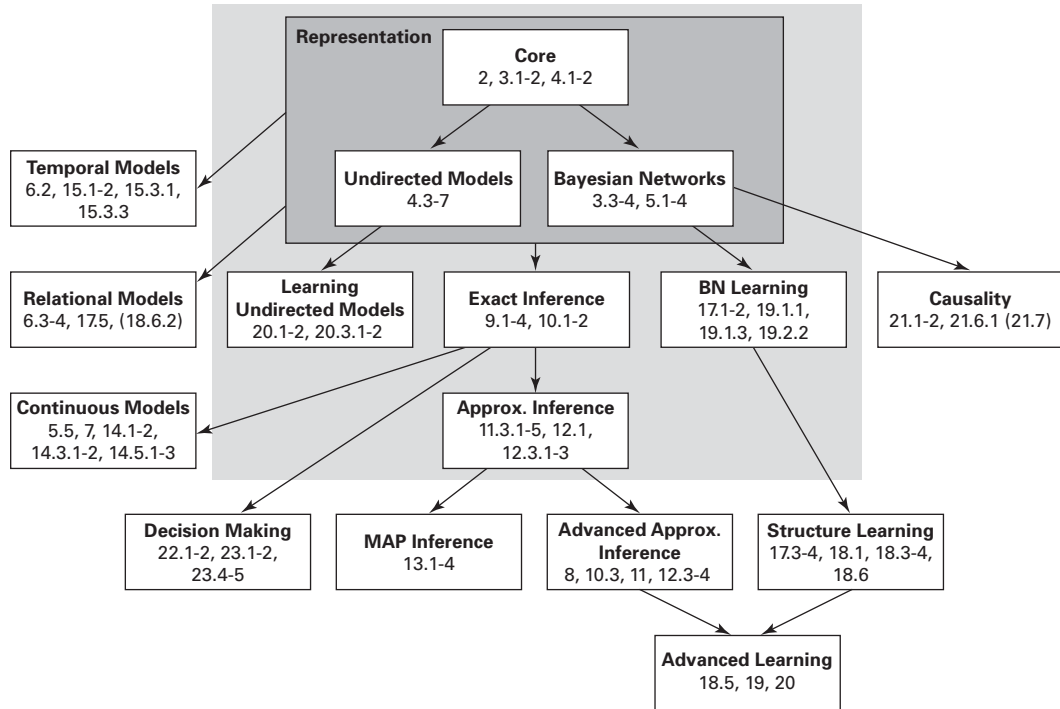 Representation
Core
2, 3.1-2, 4.1-2
Temporal Models
6.2, 15.1-2, 15.3.1,
15.3.3
Undirected Models
4.3-7
Bayesian Networks
3.3-4, 5.1-4
Relational Models
6.3-4, 17.5, (18.6.2)
Learning
Undirected Models
20.1-2, 20.3.1-2
Exact Inference
9.1-4, 10.1-2
BN Learning
17.1-2, 19.1.1,
19.1.3, 19.2.2
Causality
21.1-2, 21.6.1 (21.7)
Continuous Models
5.5, 7, 14.1-2,
14.3.1-2, 14.5.1-3
Approx. Inference
11.3.1-5, 12.1,
12.3.1-3
Decision Making
22.1-2, 23.1-2,
23.4-5
MAP Inference
13.1-4
Advanced Approx.
Inference
8, 10.3, 11, 12.3-4
Structure Learning
17.3-4, 18.1, 18.3-4,
18.6
Advanced Learning
18.5, 19, 20